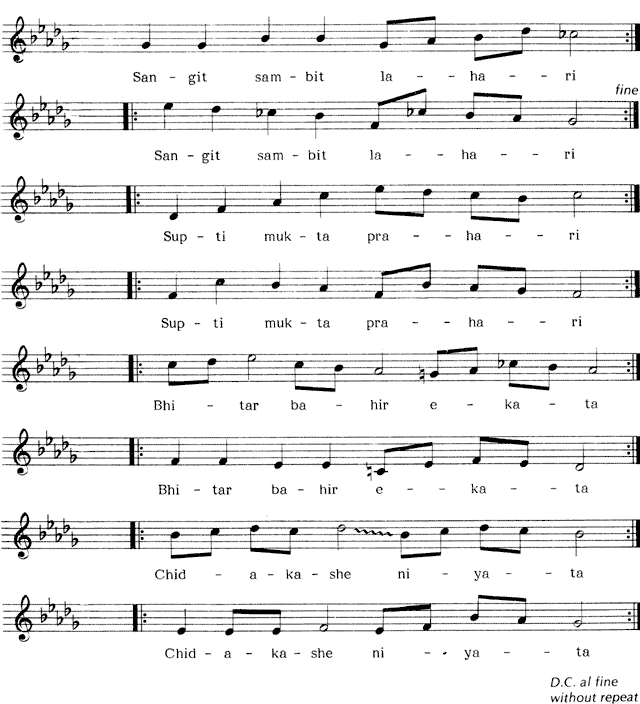 San - git sam - bit la - - ha - - ri
fine
San - git sam - bit la - - ha - - ri
Sup - ti muk - ta pra - - ha - - ri
Sup - ti muk - ta pra - - ha - - ri
Bhi - tar ba - hir e - ka - ta
Bhi - tar ba - hir e - ka - ta
Chid - a - ka - she ni - ya - - ta
Chid - a - ka - she ni - ya - - ta
D.C. al fine
without repeat